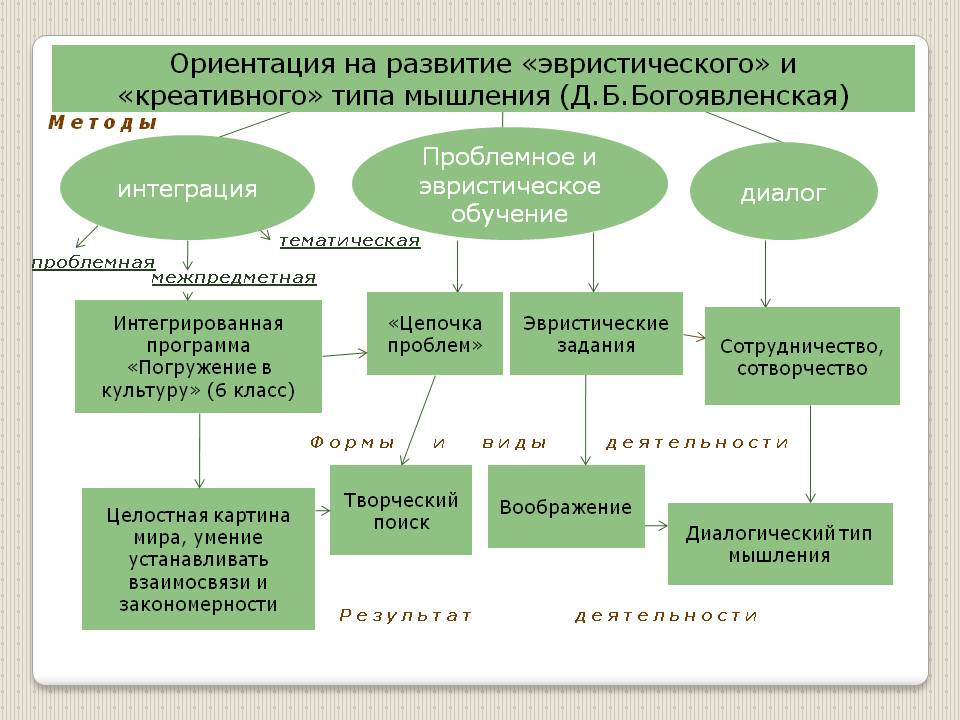 Ориентация на развитие «эвристического» и
«креативного» типа мышления (Д.Б.Богоявленская)
Методы
интеграция
Проблемное и
эвристическое
обучение
диалог
тематическая
проблемная
межпредметная
Интегрированная
программа
«Погружение в
культуру» (6 класс)
«Цепочка
проблем»
Эвристические
задания
Сотрудничество,
сотворчество
Формы и виды деятельности
Целостная картина
мира, умение
устанавливать
взаимосвязи и
закономерности
Творческий
поиск
Воображение
Диалогический тип
мышления
Результат деятельности